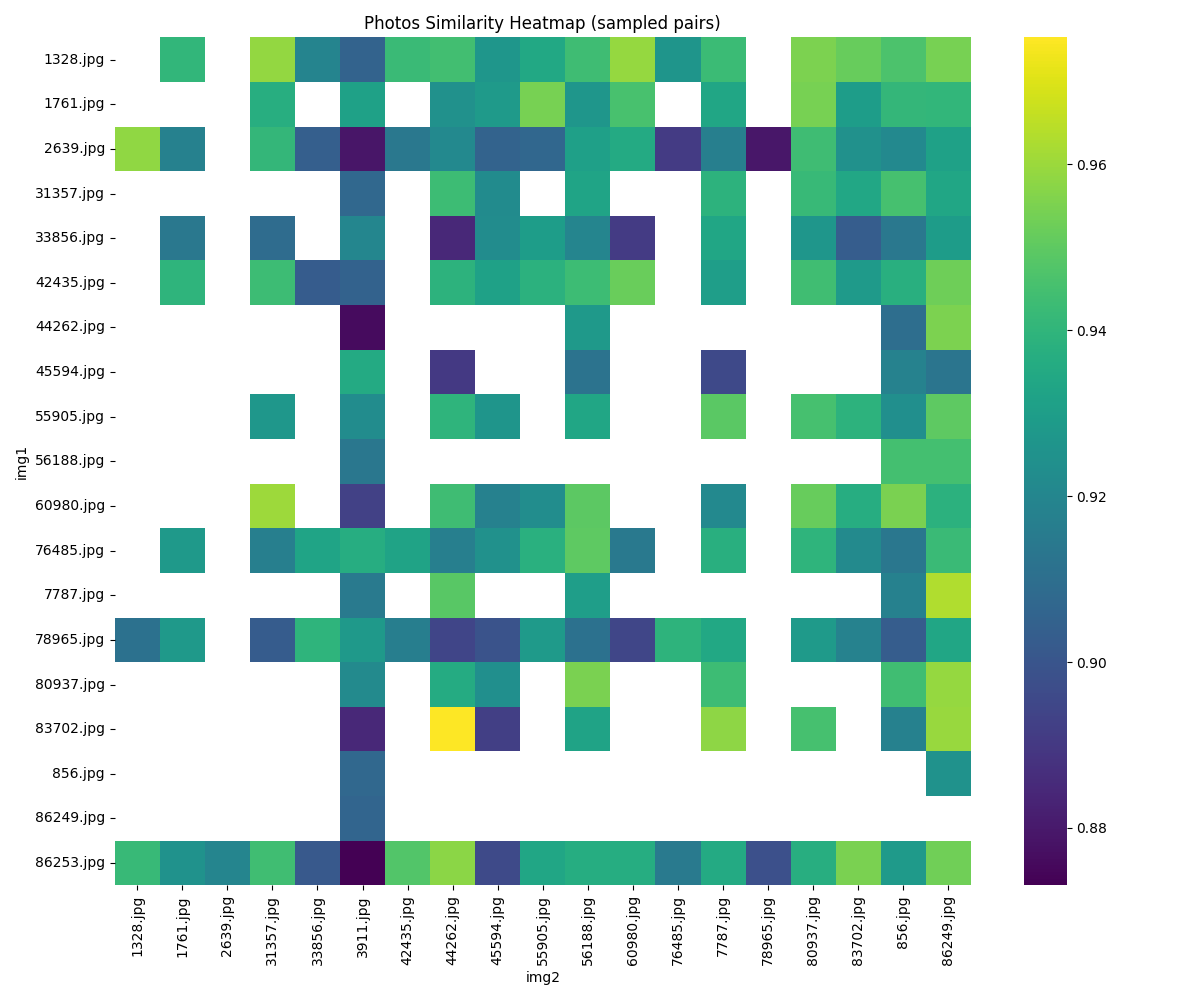 Photos Similarity Heatmap (sampled pairs)
img1
1328.jpg
1761.jpg
2639.jpg
31357.jpg
33856.jpg
42435.jpg
44262.jpg
45594.jpg
55905.jpg
56188.jpg
60980.jpg
76485.jpg
7787.jpg
78965.jpg
80937.jpg
83702.jpg
856.jpg
86249.jpg
86253.jpg
1328.jpg
1761.jpg
2639.jpg
31357.jpg
33856.jpg
3911.jpg
42435.jpg
44262.jpg
45594.jpg
55905.jpg
56188.jpg
60980.jpg
76485.jpg
7787.jpg
78965.jpg
80937.jpg
83702.jpg
856.jpg
86249.jpg
img2
0.96
0.94
0.92
0.90
0.88